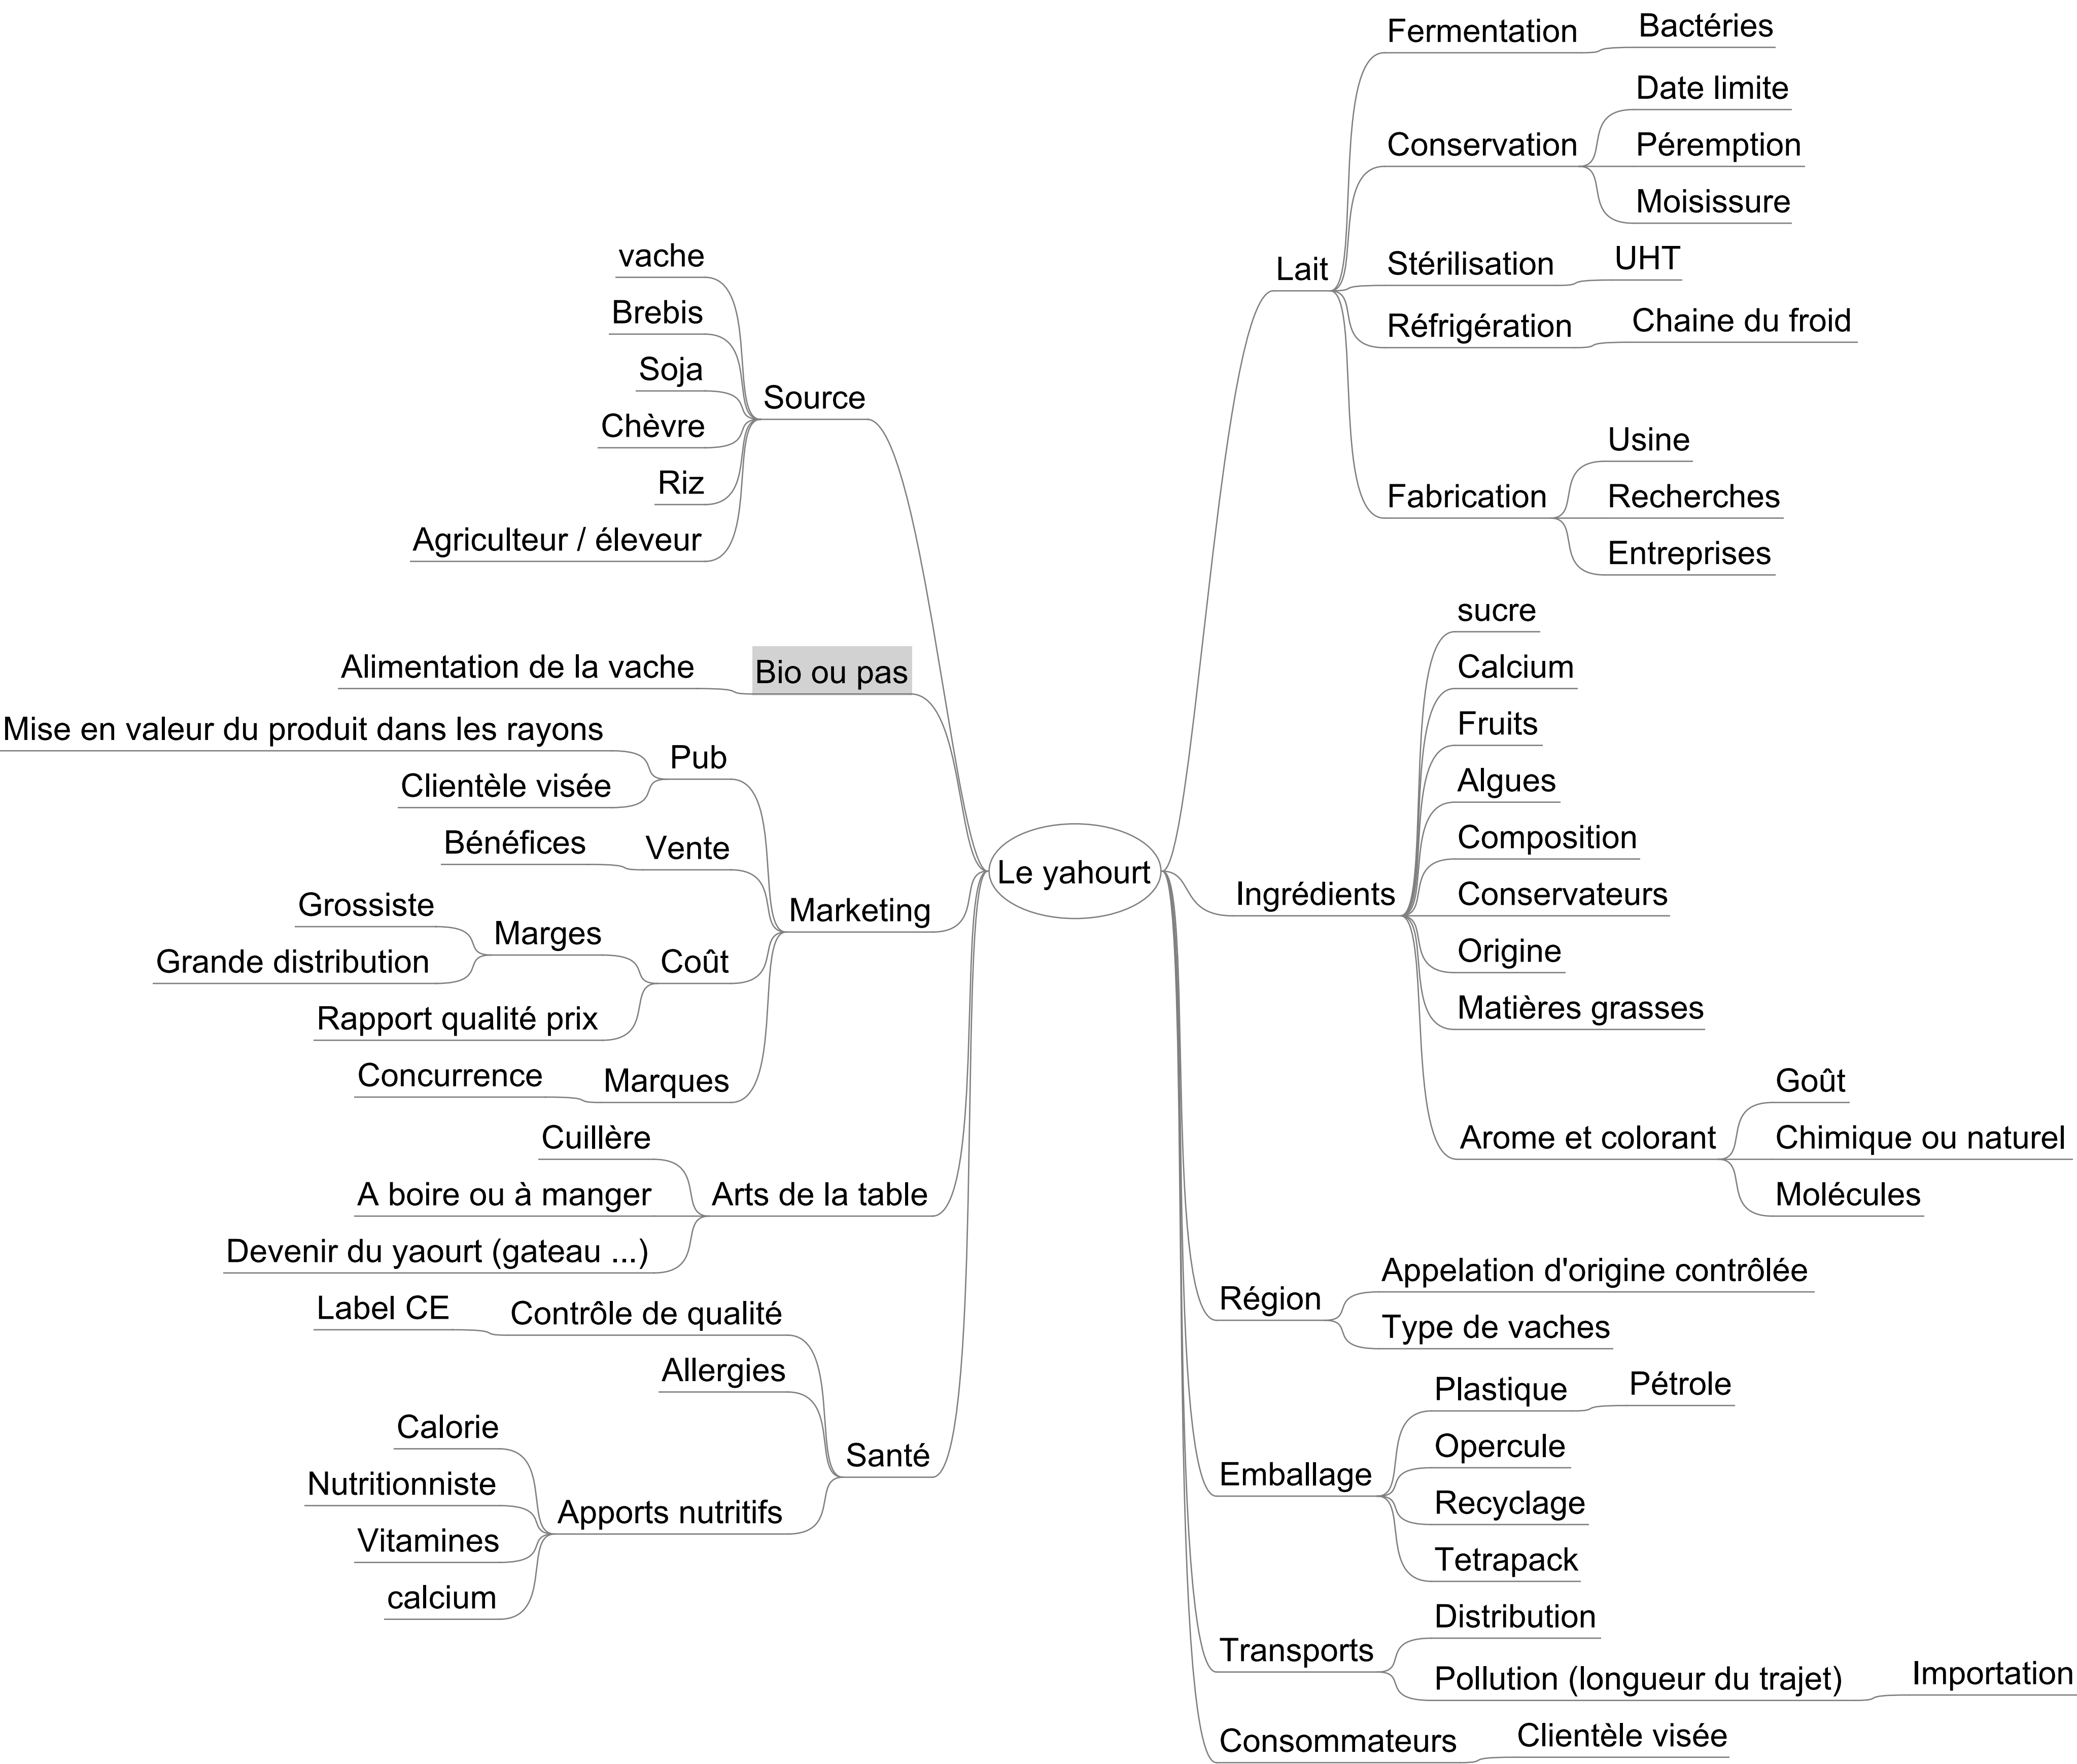 Le yahourt
Lait
Fermentation
Bactéries
Conservation
Date limite
Péremption
Moisissure
Stérilisation
UHT
Réfrigération
Chaine du froid
Fabrication
Usine
Recherches
Entreprises
Ingrédients
sucre
Calcium
Fruits
Algues
Composition
Conservateurs
Origine
Matières grasses
Arome et colorant
Goût
Chimique ou naturel
Molécules
Région
Appelation d'origine contrôlée
Type de vaches
Emballage
Plastique
Pétrole
Opercule
Recyclage
Tetrapack
Transports
Distribution
Pollution (longueur du trajet)
Importation
Consommateurs
Clientèle visée
Source
vache
Brebis
Soja
Chèvre
Riz
Agriculteur / éleveur
Bio ou pas
Alimentation de la vache
Marketing
Pub
Mise en valeur du produit dans les rayons
Clientèle visée
Vente
Bénéfices
Coût
Marges
Grossiste
Grande distribution
Rapport qualité prix
Marques
Concurrence
Arts de la table
Cuillère
A boire ou à manger
Devenir du yaourt (gateau ...)
Santé
Contrôle de qualité
Label CE
Allergies
Apports nutritifs
Calorie
Nutritionniste
Vitamines
calcium